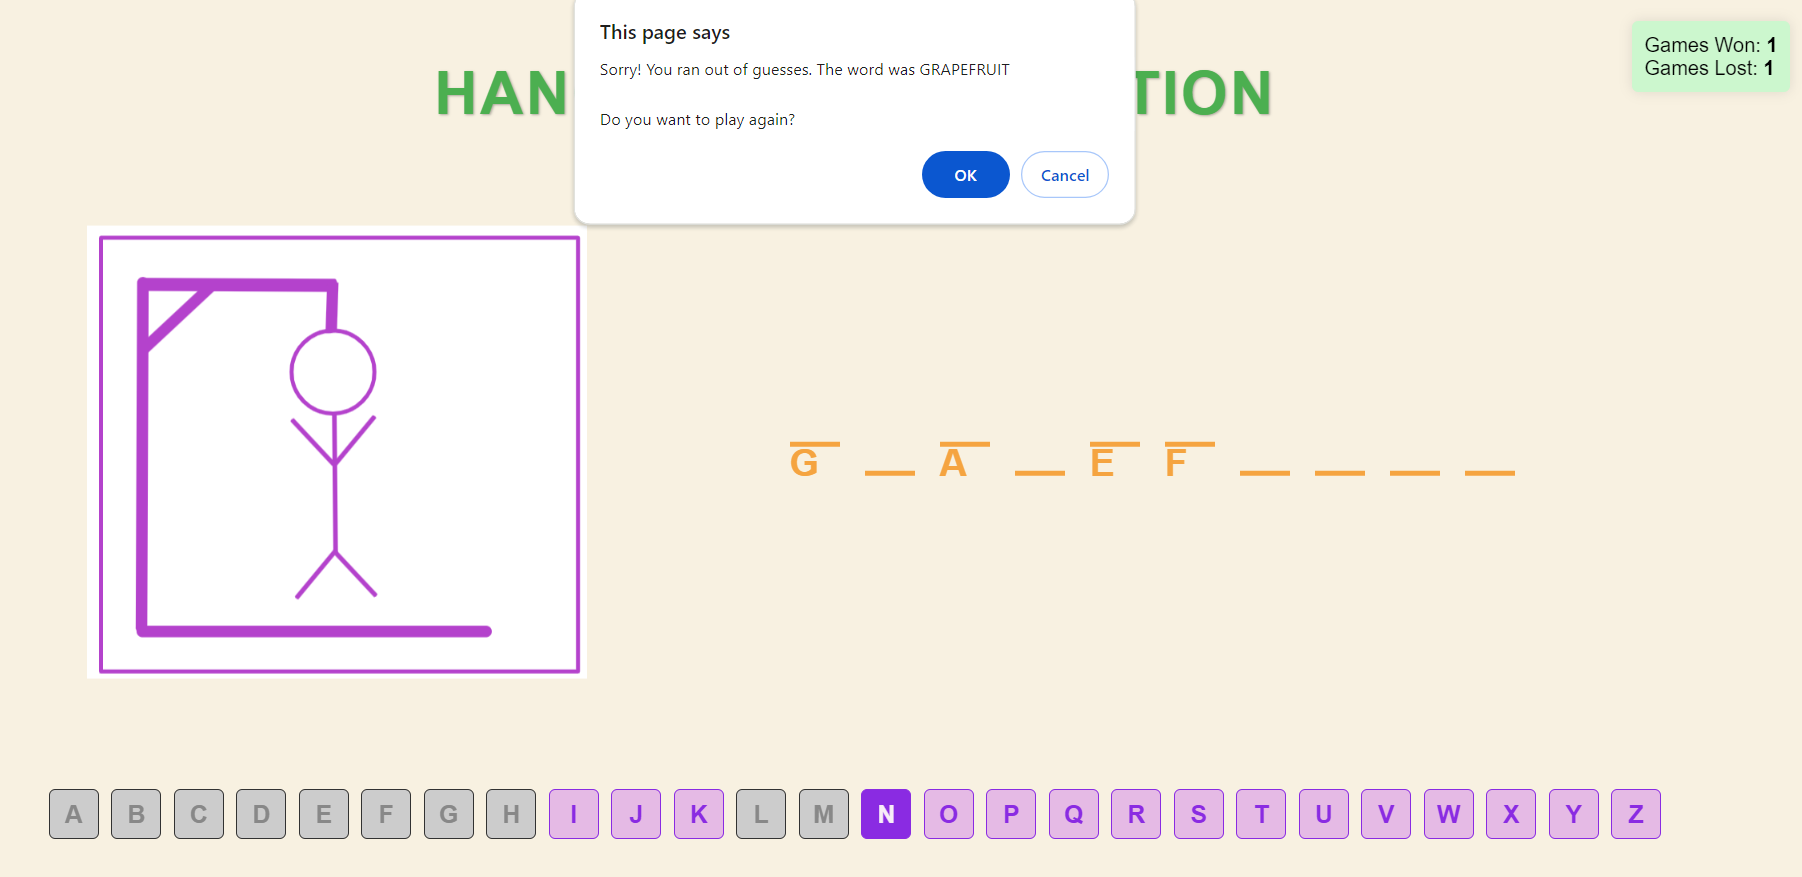 This page says
Sorry! You ran out of guesses. The word was GRAPEFRUIT
Do you want to play again?
OK Cancel
Games Won: 1
Games Lost: 1
HAN TION
G _ A _ E F _ _ _ _
A B C D E F G H I J K L M N O P Q R S T U V W X Y Z